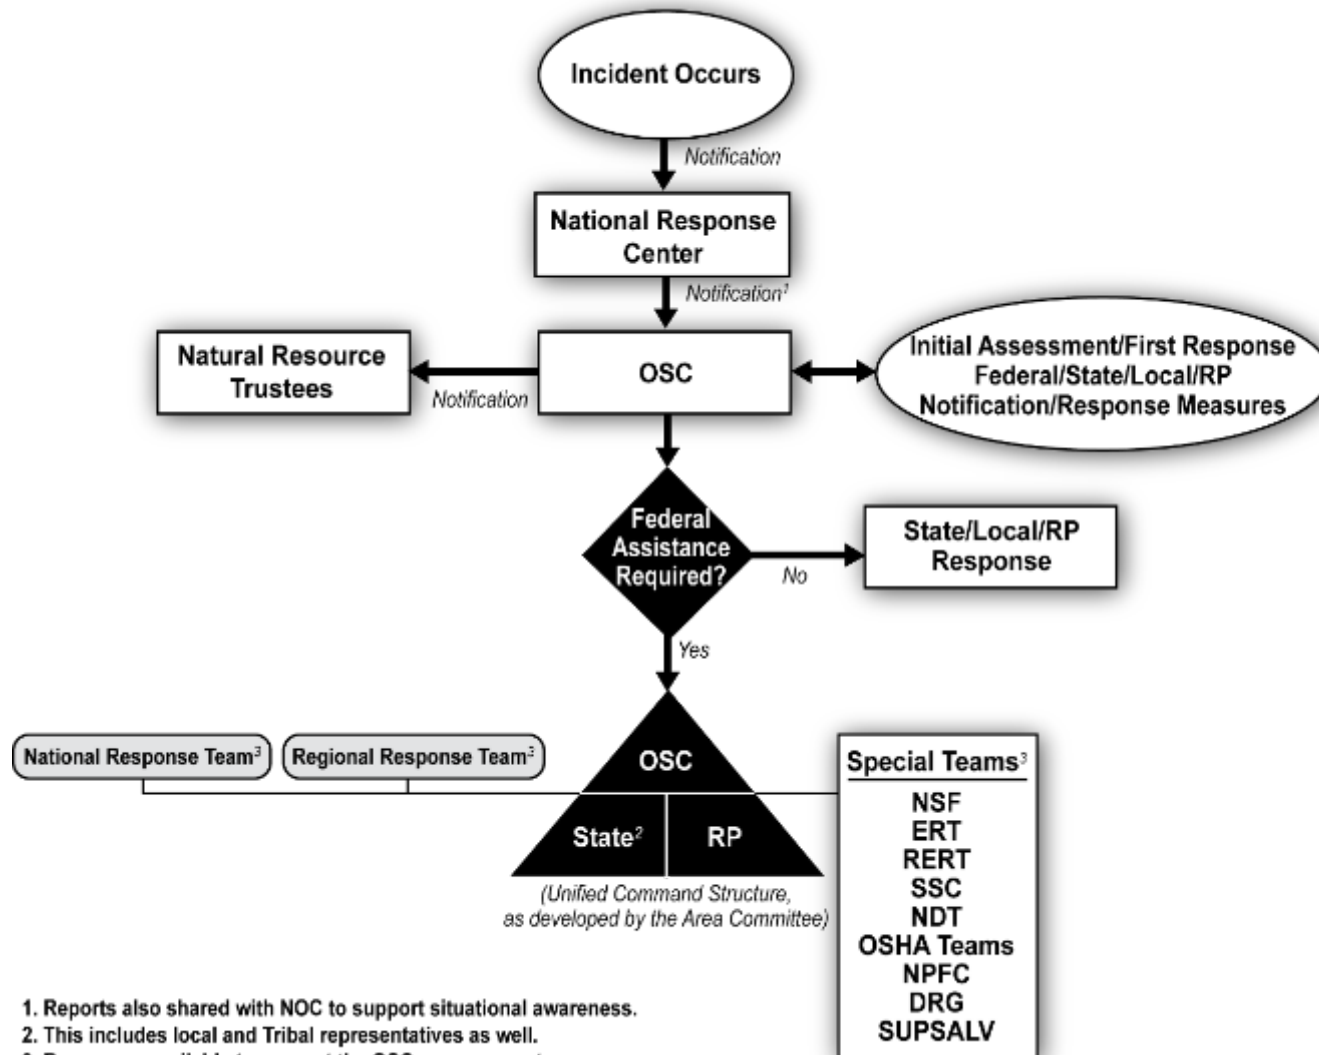 Incident Occurs
Notification
National Response
Center
Notification¹
Natural Resource
Trustees
Notification
OSC
Initial Assessment/First Response
Federal/State/Local/RP
Notification/Response Measures
Federal
Assistance
Required?
No
State/Local/RP
Response
Yes
National Response Team³
Regional Response Team³
OSC
State²
RP
(Unified Command Structure,
as developed by the Area Committee)
Special Teams³
NSF
ERT
RERT
SSC
NDT
OSHA Teams
NPFC
DRG
SUPSALV
1. Reports also shared with NOC to support situational awareness.
2. This includes local and Tribal representatives as well.